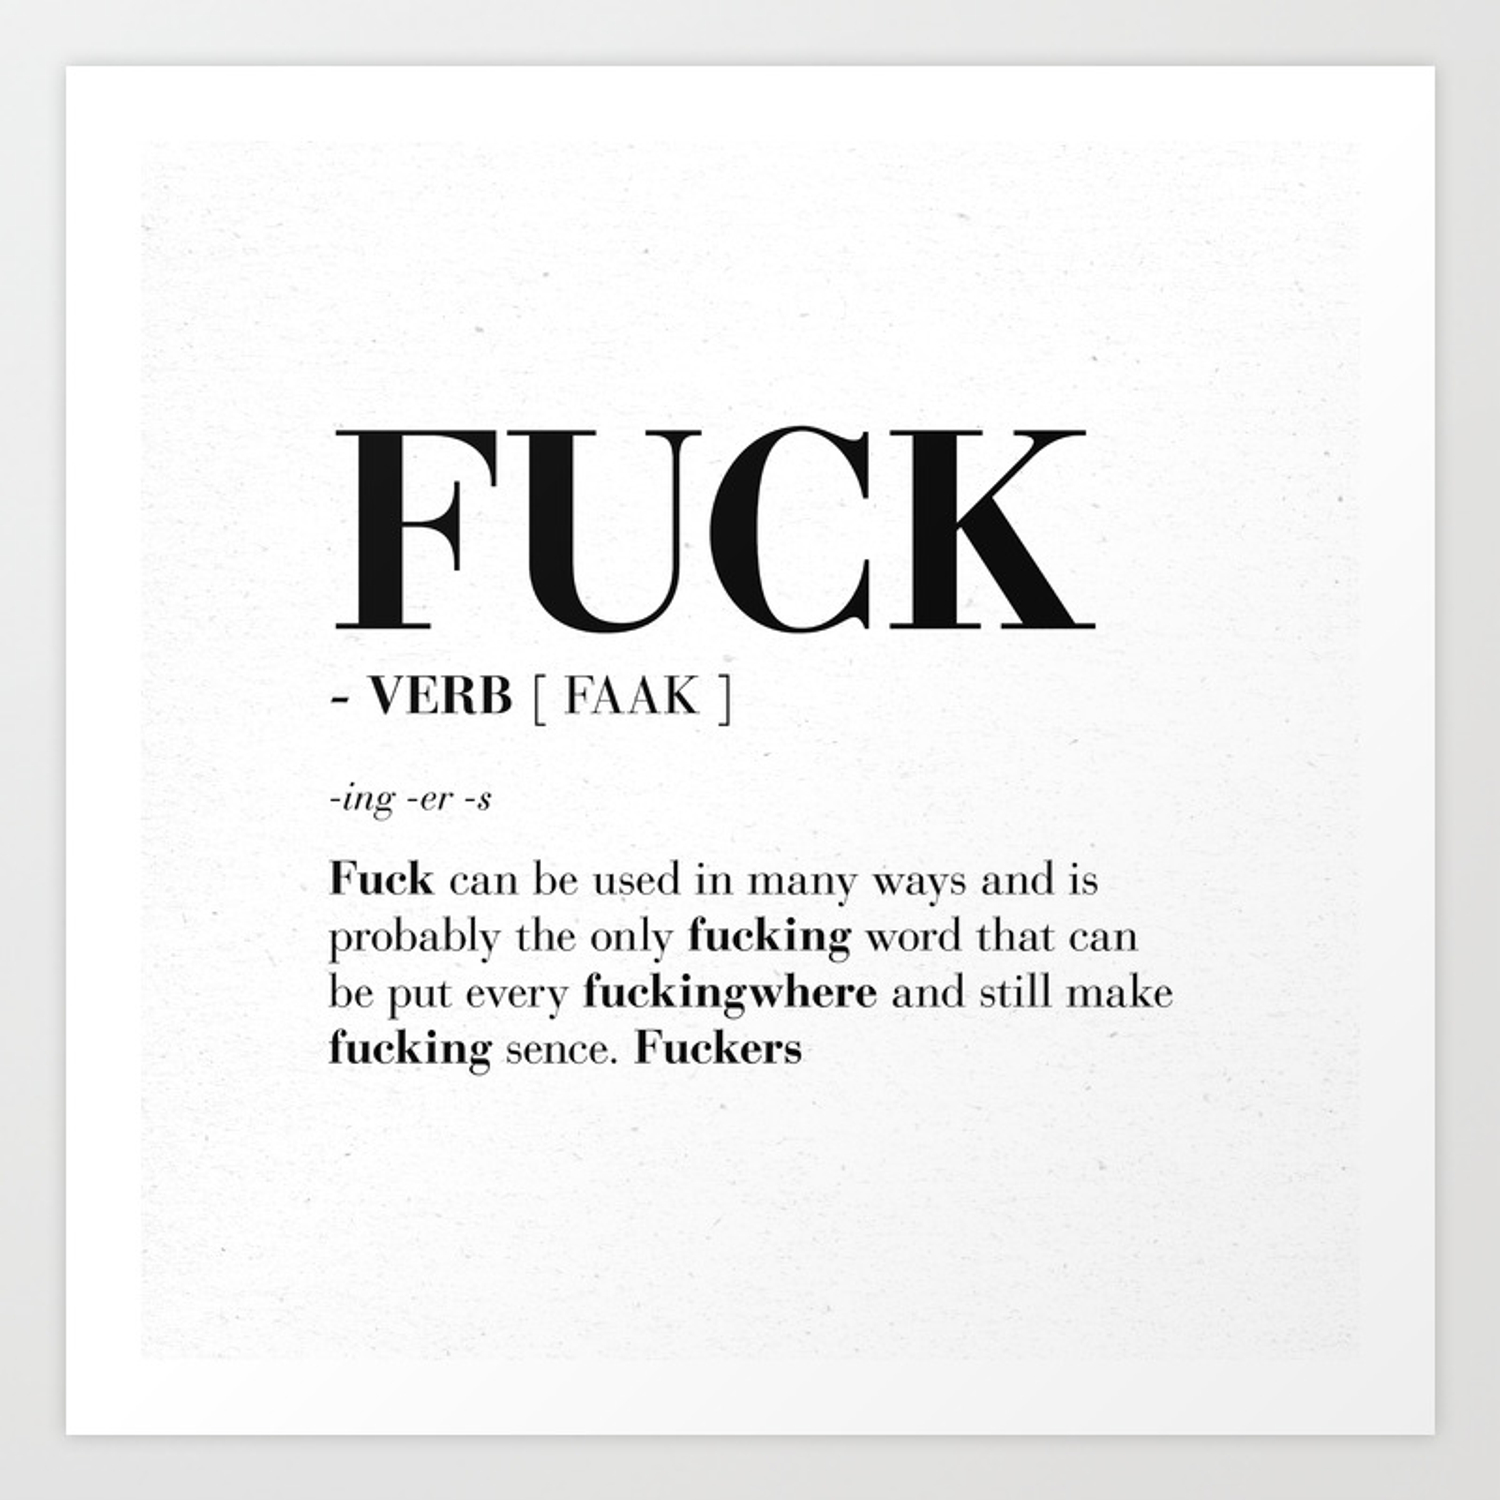 FUCK
- VERB [ FAAK ]
-ing -er -s
Fuck can be used in many ways and is
probably the only fucking word that can
be put every fuckingwhere and still make
fucking sence. Fuckers